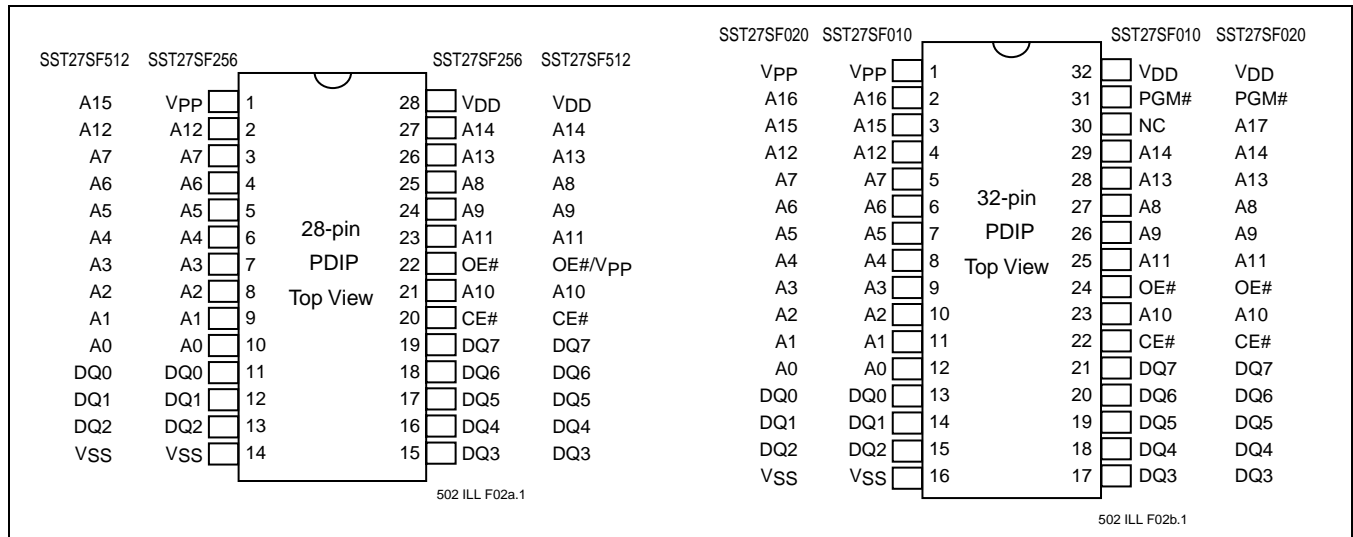 SST27SF512 SST27SF256 SST27SF256 SST27SF512
A15 VPP 1 28 VDD VDD
A12 A12 2 27 A14 A14
A7 A7 3 26 A13 A13
A6 A6 4 25 A8 A8
A5 A5 5 24 A9 A9
A4 A4 6 23 A11 A11
A3 A3 7 22 OE# OE#/VPP
A2 A2 8 21 A10 A10
A1 A1 9 20 CE# CE#
A0 A0 10 19 DQ7 DQ7
DQ0 DQ0 11 18 DQ6 DQ6
DQ1 DQ1 12 17 DQ5 DQ5
DQ2 DQ2 13 16 DQ4 DQ4
VSS VSS 14 15 DQ3 DQ3
28-pin
PDIP
Top View
502 ILL F02a.1
SST27SF020 SST27SF010 SST27SF010 SST27SF020
VPP VPP 1 32 VDD VDD
A16 A16 2 31 PGM# PGM#
A15 A15 3 30 NC A17
A12 A12 4 29 A14 A14
A7 A7 5 28 A13 A13
A6 A6 6 27 A8 A8
A5 A5 7 26 A9 A9
A4 A4 8 25 A11 A11
A3 A3 9 24 OE# OE#
A2 A2 10 23 A10 A10
A1 A1 11 22 CE# CE#
A0 A0 12 21 DQ7 DQ7
DQ0 DQ0 13 20 DQ6 DQ6
DQ1 DQ1 14 19 DQ5 DQ5
DQ2 DQ2 15 18 DQ4 DQ4
VSS VSS 16 17 DQ3 DQ3
32-pin
PDIP
Top View
502 ILL F02b.1